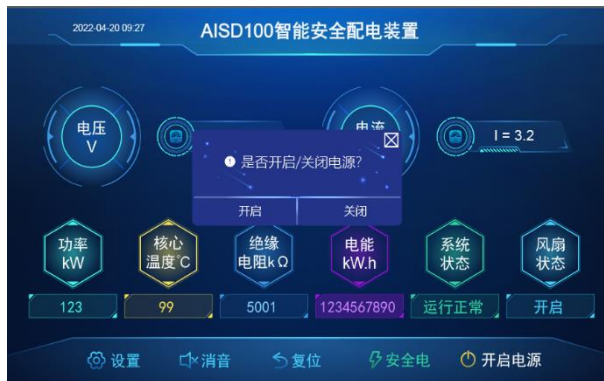 2022-04-20 09:27
AISD100智能安全配电装置
电压
V
电流
I = 3.2
是否开启/关闭电源?
开启
关闭
功率
kW
核心
温度℃
绝缘
电阻kΩ
电能
kW.h
系统
状态
风扇
状态
123
99
5001
1234567890
运行正常
开启
设置
消音
复位
安全电
开启电源